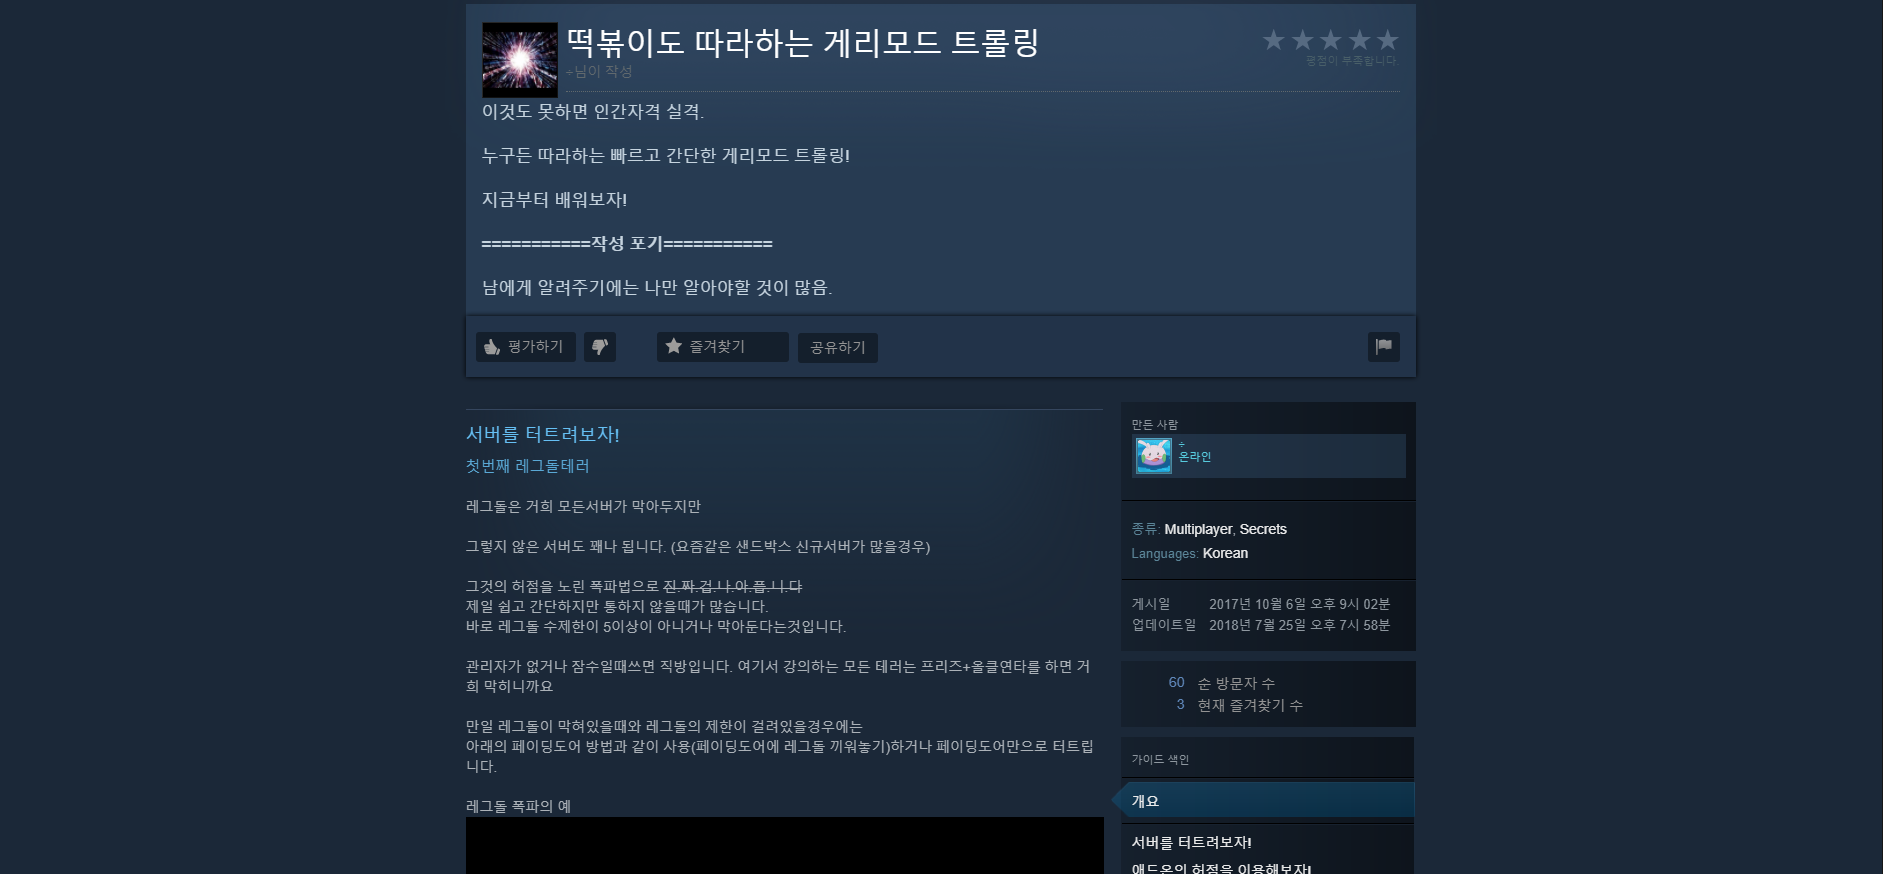 떡볶이도 따라하는 게리모드 트롤링
÷님이 작성
평점이 부족합니다.
이것도 못하면 인간자격 실격.
누구든 따라하는 빠르고 간단한 게리모드 트롤링!
지금부터 배워보자!
===========작성 포기===========
남에게 알려주기에는 나만 알아야할 것이 많음.
평가하기
즐겨찾기
공유하기
서버를 터트려보자!
첫번째 레그돌테러
레그돌은 거희 모든서버가 막아두지만
그렇지 않은 서버도 꽤나 됩니다. (요즘같은 샌드박스 신규서버가 많을경우)
그것의 허점을 노린 폭파법으로 진.짜.겁.나.아.픕.니.다
제일 쉽고 간단하지만 통하지 않을때가 많습니다.
바로 레그돌 수제한이 5이상이 아니거나 막아둔다는것입니다.
관리자가 없거나 잠수일때쓰면 직방입니다. 여기서 강의하는 모든 테러는 프리즈+올클연타를 하면 거
희 막히니까요
만일 레그돌이 막혀있을때와 레그돌의 제한이 걸려있을경우에는
아래의 페이딩도어 방법과 같이 사용(페이딩도어에 레그돌 끼워놓기)하거나 페이딩도어만으로 터트립
니다.
레그돌 폭파의 예
만든 사람
÷
온라인
종류: Multiplayer, Secrets
Languages: Korean
게시일 2017년 10월 6일 오후 9시 02분
업데이트일 2018년 7월 25일 오후 7시 58분
60 순 방문자 수
3 현재 즐겨찾기 수
가이드 색인
개요
서버를 터트려보자!
애드온의 허점을 이용해보자!